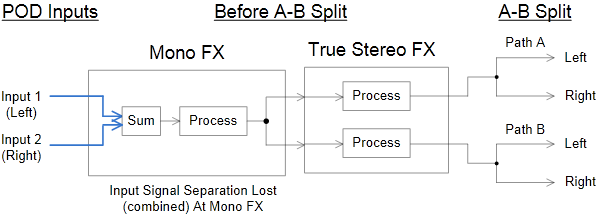 POD Inputs
Before A-B Split
A-B Split
Mono FX
True Stereo FX
Path A
Left
Input 1
(Left)
Process
Right
Sum
Process
Input 2
(Right)
Process
Path B
Left
Right
Input Signal Separation Lost
(combined) At Mono FX